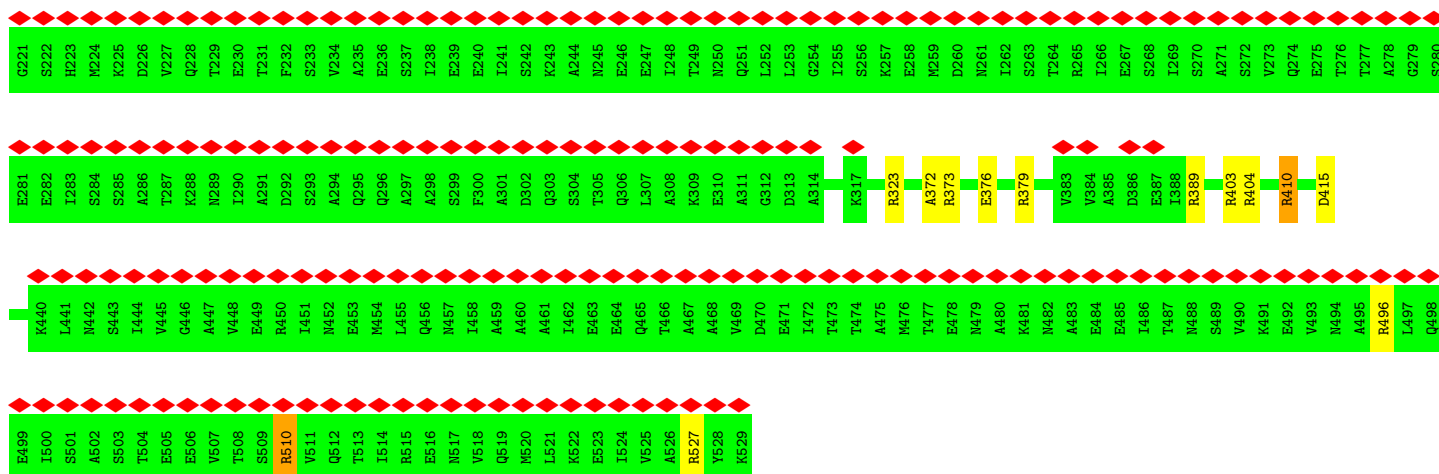 G221 S222 H223 M224 K225 D226 V227 Q228 T229 E230 T231 F232 S233 V234 A235 E236 S237 I238 E239 E240 I241 S242 K243 A244 N245 E246 E247 I248 T249 N250 Q251 L252 L253 G254 I255 S256 K257 E258 M259 D260 N261 I262 S263 T264 R265 I266 E267 S268 I269 S270 A271 S272 V273 Q274 E275 T276 T277 A278 G279 S280
E281 E282 I283 S284 S285 A286 T287 K288 N289 I290 A291 D292 S293 A294 Q295 Q296 A297 A298 S299 F300 A301 D302 Q303 S304 T305 Q306 L307 A308 K309 E310 A311 G312 D313 A314 K317 R323 A372 R373 E376 R379 V383 V384 A385 D386 E387 I388 R389 R403 R404 R410 D415
K440 L441 N442 S443 I444 V445 G446 A447 V448 E449 R450 I451 N452 E453 M454 L455 Q456 N457 I458 A459 A460 A461 I462 E463 E464 Q465 T466 A467 A468 V469 D470 E471 I472 T473 T474 A475 M476 T477 E478 N479 A480 K481 N482 A483 E484 E485 I486 T487 N488 S489 V490 K491 E492 V493 N494 A495 R496 L497 Q498
E499 I500 S501 A502 S503 T504 E505 E506 V507 T508 S509 R510 V511 Q512 T513 I514 R515 E516 N517 V518 Q519 M520 L521 K522 E523 I524 V525 A526 R527 Y528 K529